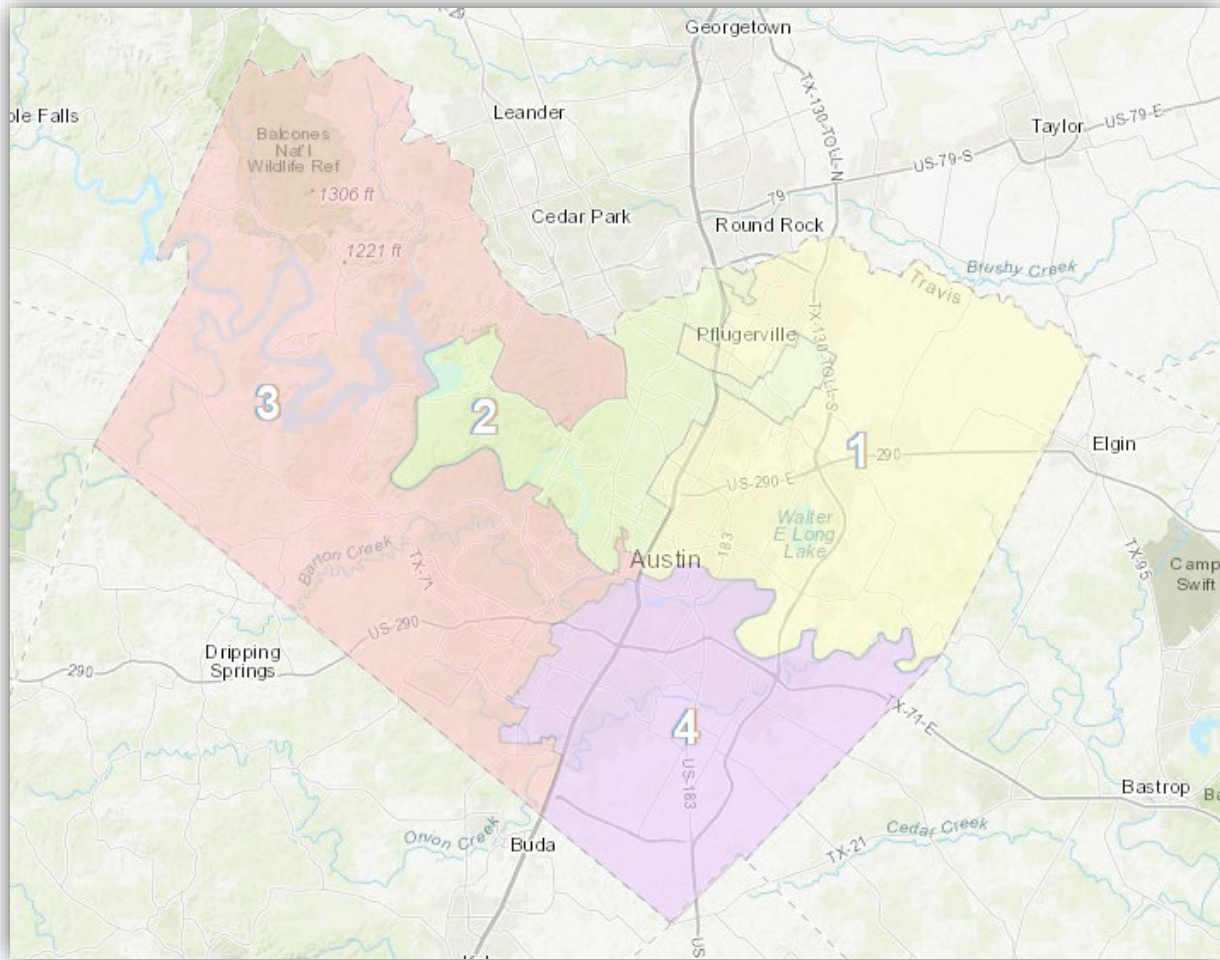 Georgetown
Leander
ble Falls
TX-130-TOLL-N
Taylor
US-79-E
US-79-S
Balcones
Nat'l
Wildlife Ref
1306 ft
79
Cedar Park
Round Rock
1221 ft
Brushy Creek
Travis
Pflugerville
TX-130-TOLL-S
3
2
1
290
Elgin
US-290-E
Walter
E Long
Lake
183
Austin
Barton Creek
TX-71
TX-95
Camp
Swift
US-290
Dripping
Springs
290
4
TX-71-E
US-183
Bastrop
Ba
Cedar Creek
TX-21
Onion Creek
Buda
US